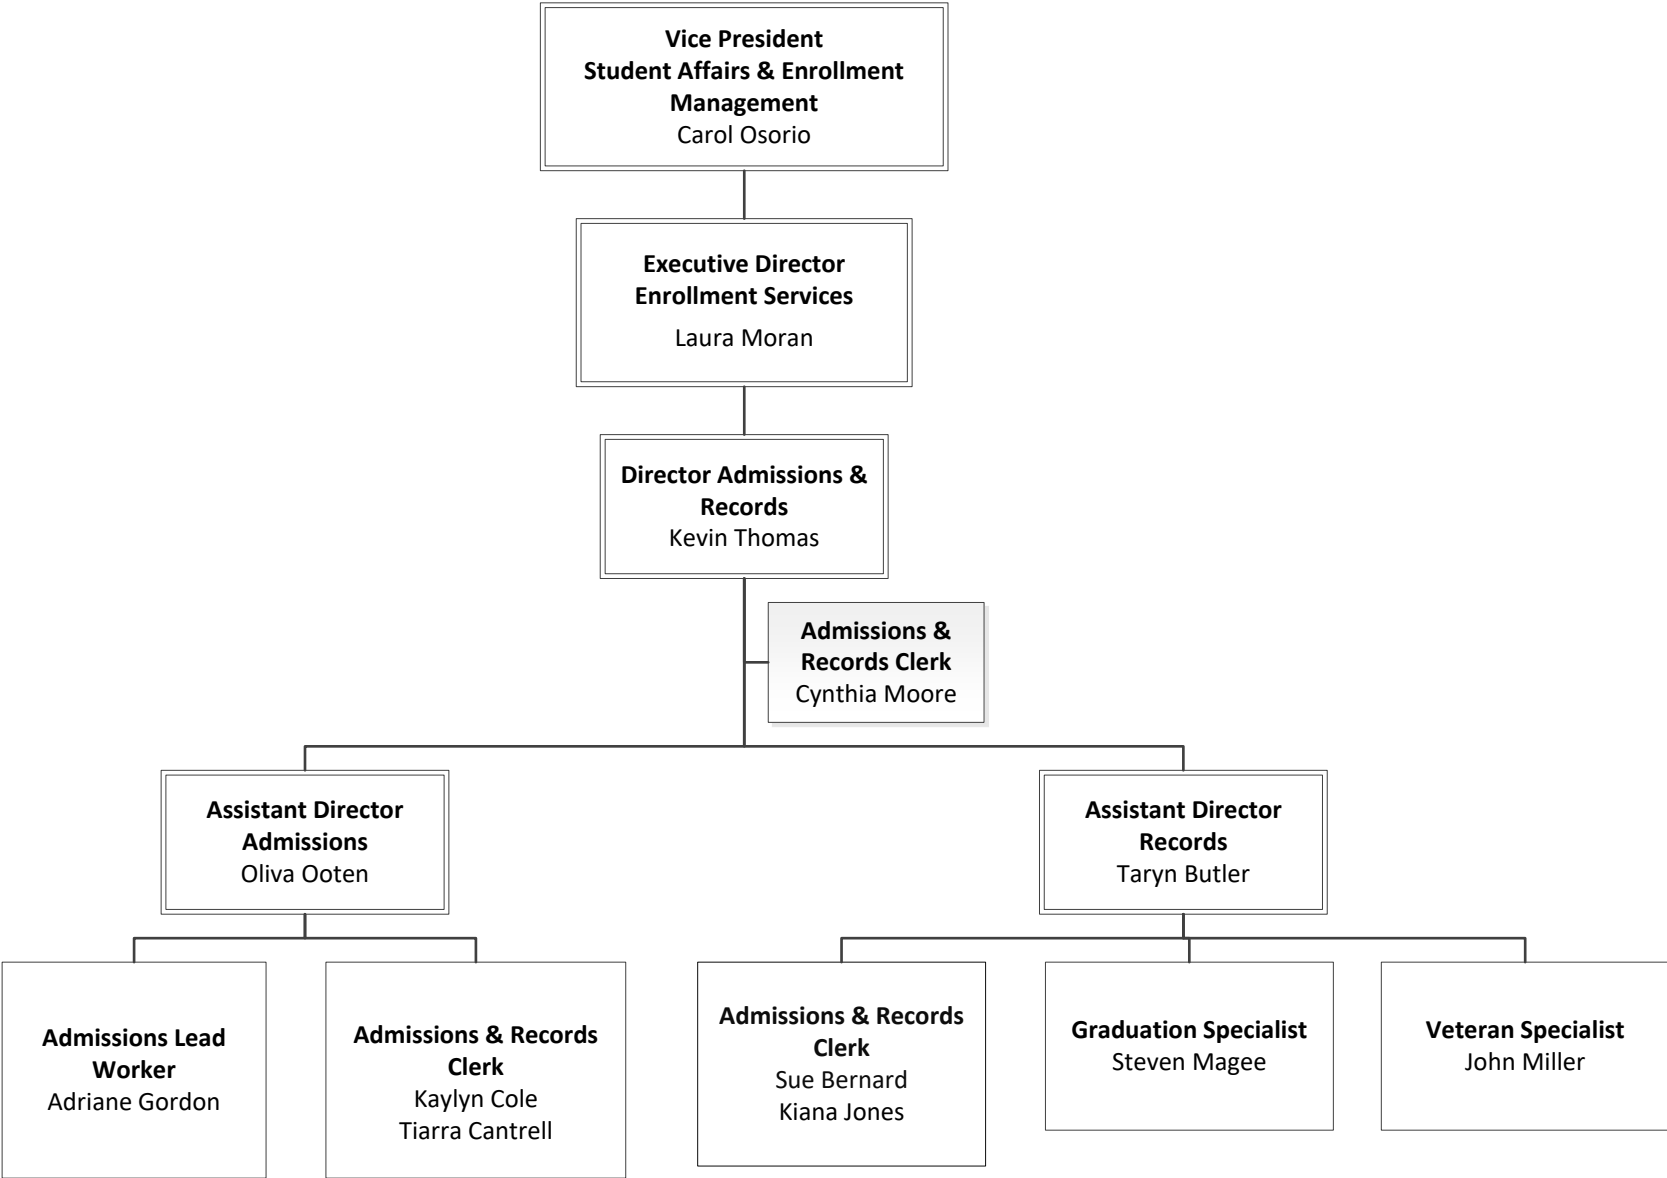 Vice President
Student Affairs & Enrollment
Management
Carol Osorio
Executive Director
Enrollment Services
Laura Moran
Director Admissions &
Records
Kevin Thomas
Admissions &
Records Clerk
Cynthia Moore
Assistant Director
Admissions
Oliva Ooten
Assistant Director
Records
Taryn Butler
Admissions Lead
Worker
Adriane Gordon
Admissions & Records
Clerk
Kaylyn Cole
Tiarra Cantrell
Admissions & Records
Clerk
Sue Bernard
Kiana Jones
Graduation Specialist
Steven Magee
Veteran Specialist
John Miller